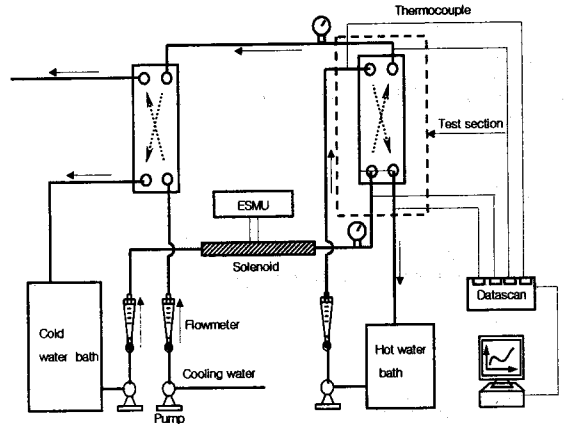 Thermocouple
Test section
ESMU
Solenoid
Datascan
Flowmeter
Cold
water bath
Hot water
bath
Cooling water
Pump